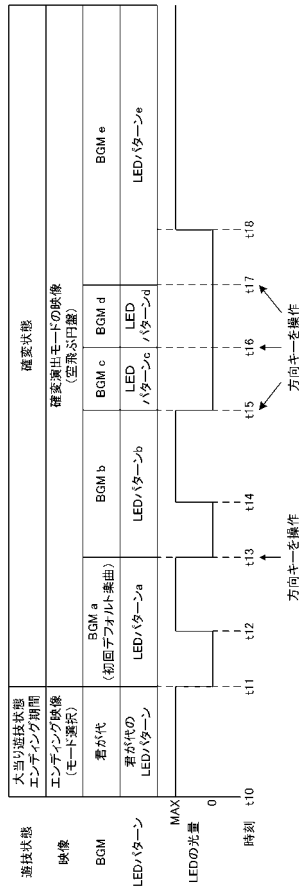 遊技状態
大当り遊技状態
エンディング期間
確変状態
映像
エンディング映像
(モード選択)
確変演出モードの映像
(空飛ぶ円盤)
BGM
君が代
BGM a
(初回デフォルト楽曲)
BGM b
BGM c
BGM d
BGM e
LEDパターン
君が代の
LEDパターン
LEDパターンa
LEDパターンb
LED
パターンc
LED
パターンd
LEDパターンe
LEDの光量
MAX
0
時刻
t10
t11
t12
t13
t14
t15
t16
t17
t18
方向キーを操作
方向キーを操作